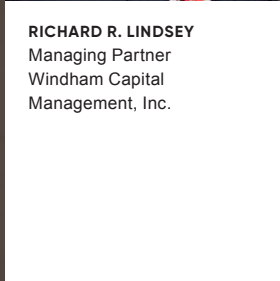 RICHARD R. LINDSEY
Managing Partner
Windham Capital
Management, Inc.